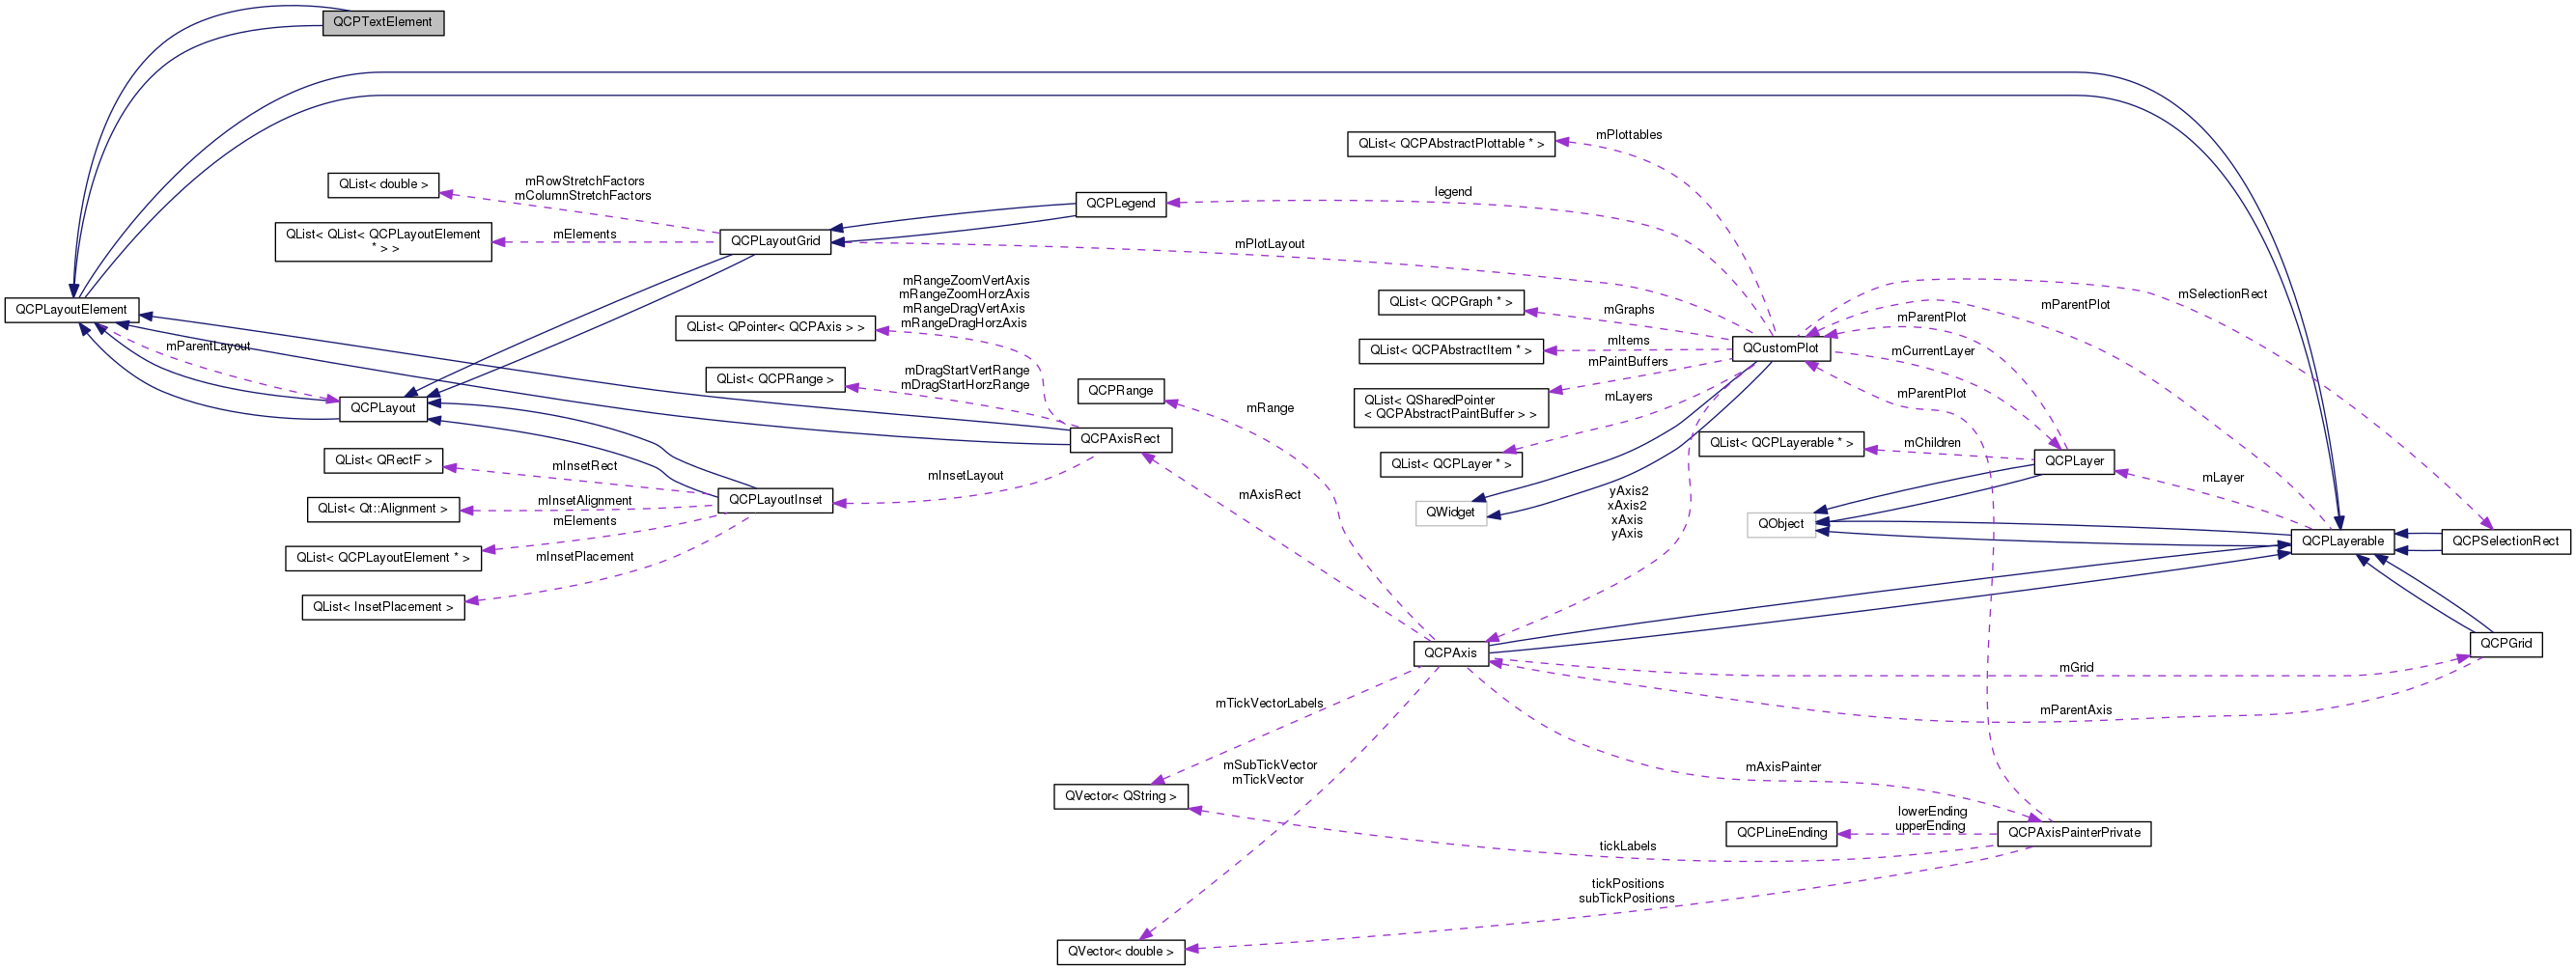 QCPTextElement
mPlottables
QList< QCPAbstractPlottable * >
QList< double >
mRowStretchFactors
mColumnStretchFactors
legend
QCPLegend
QList< QList< QCPLayoutElement
* > >
mElements
QCPLayoutGrid
mPlotLayout
mRangeZoomVertAxis
mRangeZoomHorzAxis
mRangeDragVertAxis
mRangeDragHorzAxis
QList< QPointer< QCPAxis > >
QCPLayoutElement
mParentLayout
QList< QCPGraph * >
mGraphs
mSelectionRect
mParentPlot
mParentPlot
QList< QCPAbstractItem * >
mItems
QCustomPlot
mCurrentLayer
mPaintBuffers
QList< QCPRange >
mDragStartVertRange
mDragStartHorzRange
QCPRange
mRange
QList< QSharedPointer
< QCPAbstractPaintBuffer > >
mLayers
mParentPlot
QCPLayout
QCPAxisRect
QList< QCPLayerable * >
mChildren
QList< QRectF >
mInsetRect
mInsetLayout
QList< QCPLayer * >
QCPLayer
mLayer
QCPLayoutInset
mAxisRect
QList< Qt::Alignment >
mInsetAlignment
mElements
QWidget
yAxis2
xAxis2
xAxis
yAxis
QObject
QCPLayerable
QCPSelectionRect
QList< QCPLayoutElement * >
mInsetPlacement
QList< InsetPlacement >
QCPAxis
QCPGrid
mGrid
mParentAxis
mTickVectorLabels
mSubTickVector
mTickVector
mAxisPainter
QVector< QString >
QCPLineEnding
lowerEnding
upperEnding
QCPAxisPainterPrivate
tickLabels
tickPositions
subTickPositions
QVector< double >